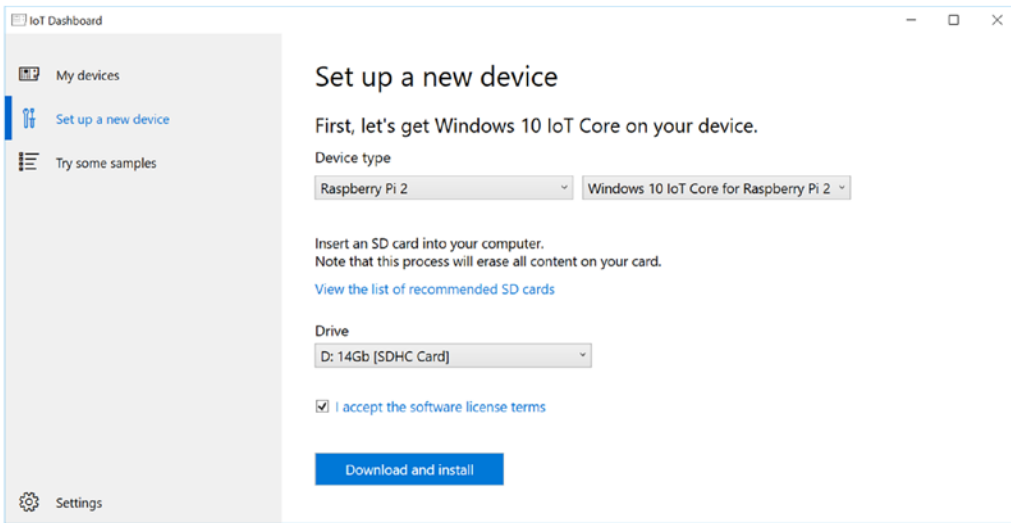 IoT Dashboard
My devices
Set up a new device
Try some samples
Settings
Set up a new device
First, let's get Windows 10 IoT Core on your device.
Device type
Raspberry Pi 2
Windows 10 IoT Core for Raspberry Pi 2
Insert an SD card into your computer.
Note that this process will erase all content on your card.
View the list of recommended SD cards
Drive
D: 14Gb [SDHC Card]
I accept the software license terms
Download and install